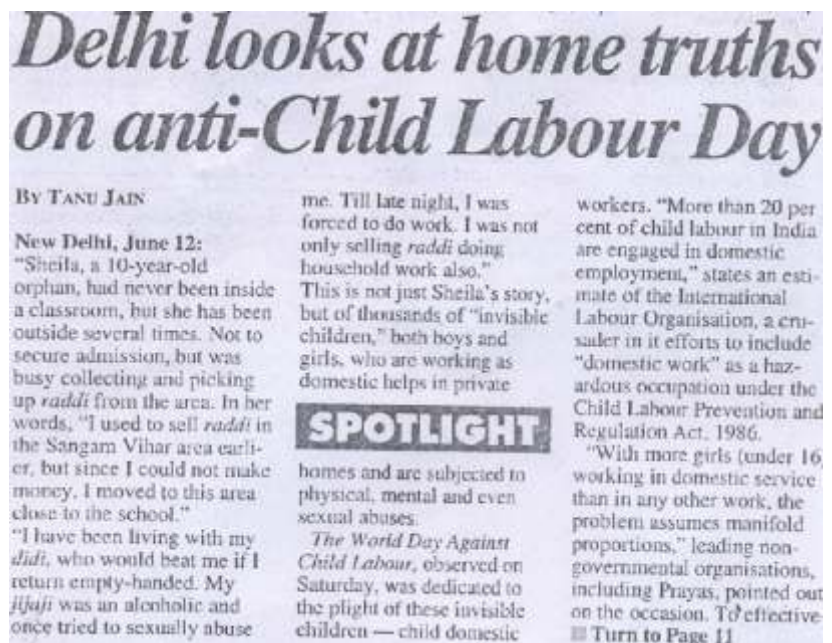 Delhi looks at home truths
on anti-Child Labour Day
BY TANU JAIN
New Delhi, June 12:
"Sheila, a 10-year-old
orphan, had never been inside
a classroom, but she has been
outside several times. Not to
secure admission, but was
busy collecting and picking
up raddi from the area. In her
words, "I used to sell raddi in
the Sangam Vihar area earli-
er, but since I could not make
money, I moved to this area
close to the school."
"I have been living with my
didi, who would beat me if I
return empty-handed. My
jijaji was an alcoholic and
once tried to sexually abuse
me. Till late night, I was
forced to do work. I was not
only selling raddi doing
household work also."
This is not just Sheila's story,
but of thousands of "invisible
children," both boys and
girls, who are working as
domestic helps in private
SPOTLIGHT
homes and are subjected to
physical, mental and even
sexual abuses.
The World Day Against
Child Labour, observed on
Saturday, was dedicated to
the plight of these invisible
children — child domestic
workers. "More than 20 per
cent of child labour in India
are engaged in domestic
employment," states an esti-
mate of the International
Labour Organisation, a cru-
sader in it efforts to include
"domestic work" as a haz-
ardous occupation under the
Child Labour Prevention and
Regulation Act, 1986.
"With more girls (under 16)
working in domestic service
than in any other work, the
problem assumes manifold
proportions," leading non-
governmental organisations,
including Prayas, pointed out
on the occasion. To effective-
Turn to Page 11